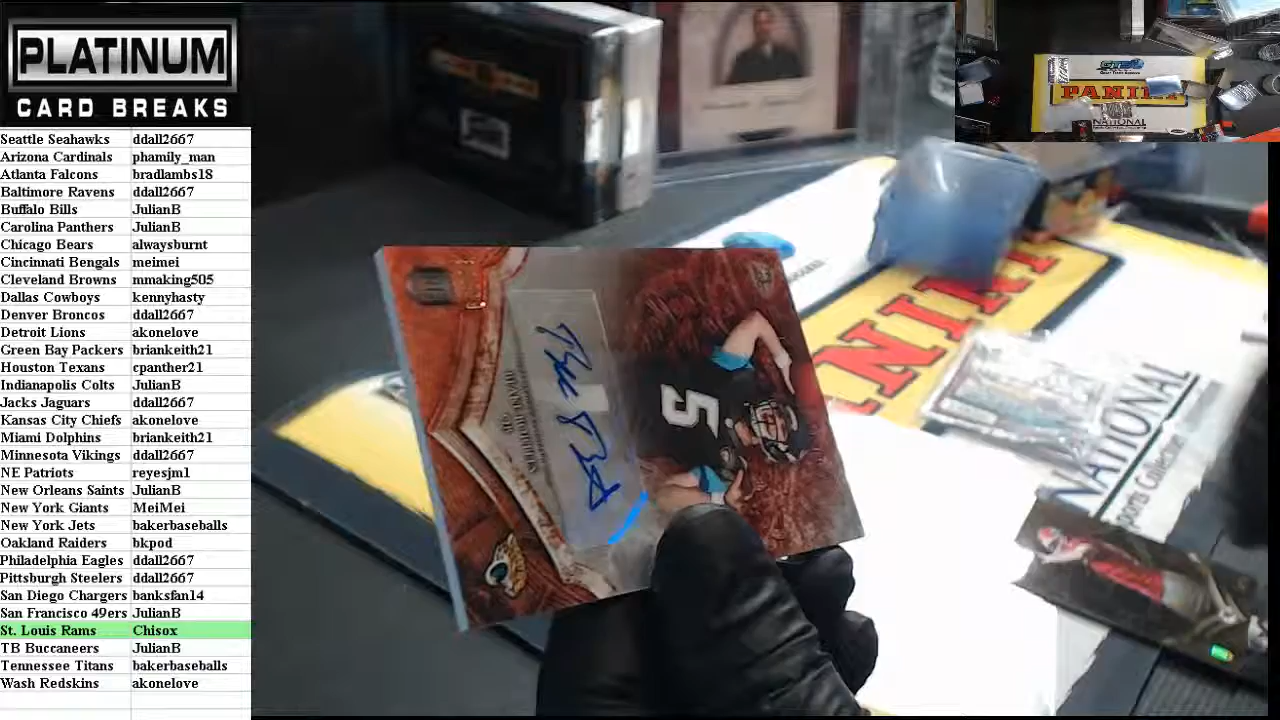 PLATINUM
CARD BREAKS
Seattle Seahawks ddall2667
Arizona Cardinals phamily_man
Atlanta Falcons bradlambs18
Baltimore Ravens ddall2667
Buffalo Bills JulianB
Carolina Panthers JulianB
Chicago Bears alwaysburnt
Cincinnati Bengals meimei
Cleveland Browns mmaking505
Dallas Cowboys kennyhasty
Denver Broncos ddall2667
Detroit Lions akonelove
Green Bay Packers briankeith21
Houston Texans cpanther21
Indianapolis Colts JulianB
Jacks Jaguars ddall2667
Kansas City Chiefs akonelove
Miami Dolphins briankeith21
Minnesota Vikings ddall2667
NE Patriots reyesjm1
New Orleans Saints JulianB
New York Giants MeiMei
New York Jets bakerbaseballs
Oakland Raiders bkpod
Philadelphia Eagles ddall2667
Pittsburgh Steelers ddall2667
San Diego Chargers banksfan14
San Francisco 49ers JulianB
St. Louis Rams Chisox
TB Buccaneers JulianB
Tennessee Titans bakerbaseballs
Wash Redskins akonelove
5
PANINI
NATIONAL
NINI
NATIONAL
ports Collectors